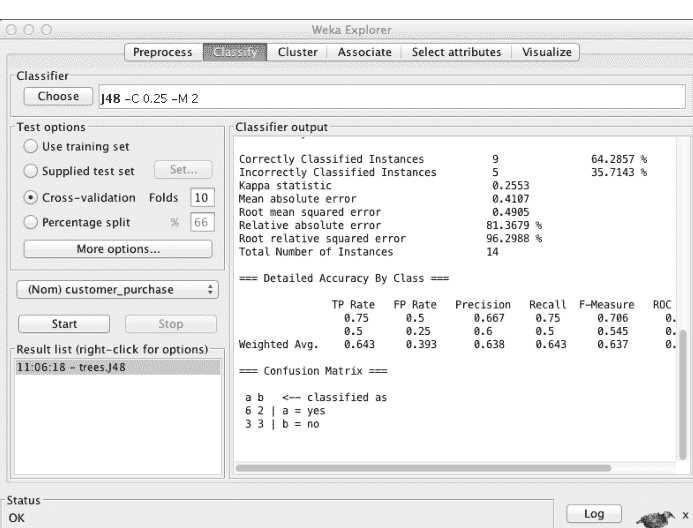 Weka Explorer
Preprocess Classify Cluster Associate Select attributes Visualize
Classifier
Choose J48 -C 0.25 -M 2
Test options
Use training set
Supplied test set Set...
Cross-validation Folds 10
Percentage split % 66
More options...
(Nom) customer_purchase
Start Stop
Result list (right-click for options)
11:06:18 - trees.J48
Classifier output
Correctly Classified Instances 9 64.2857 %
Incorrectly Classified Instances 5 35.7143 %
Kappa statistic 0.2553
Mean absolute error 0.4107
Root mean squared error 0.4905
Relative absolute error 81.3679 %
Root relative squared error 96.2988 %
Total Number of Instances 14
=== Detailed Accuracy By Class ===
TP Rate FP Rate Precision Recall F-Measure ROC
0.75 0.5 0.667 0.75 0.706 0.
0.5 0.25 0.6 0.5 0.545 0.
Weighted Avg. 0.643 0.393 0.638 0.643 0.637 0.
=== Confusion Matrix ===
a b <-- classified as
6 2 | a = yes
3 3 | b = no
Status
OK
Log x